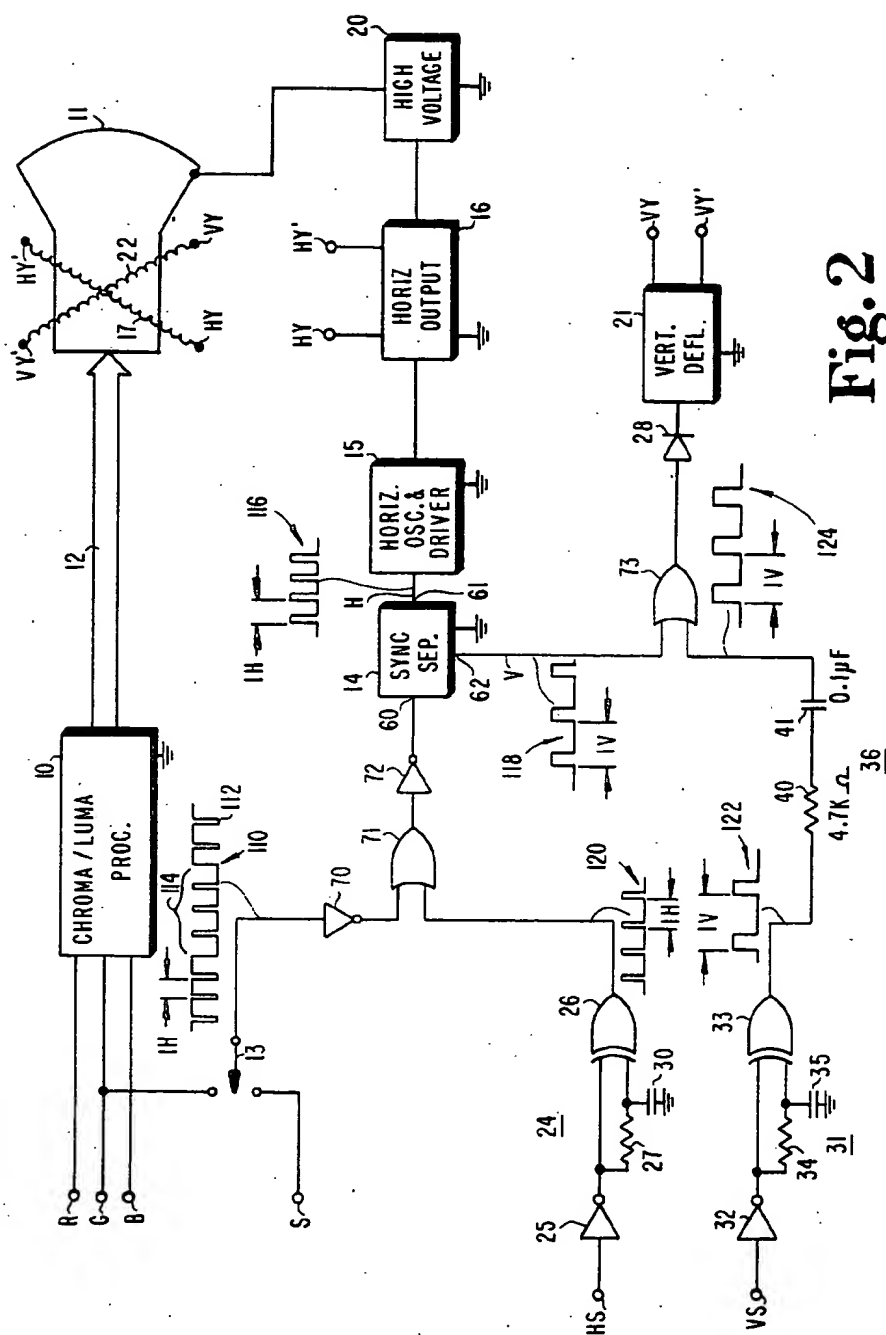 R
G
B
10
CHROMA/LUMA
PROC.
12
VY'
HY'
17
22
HY
VY
11
20
HIGH
VOLTAGE
HY
HY'
16
HORIZ
OUTPUT
15
HORIZ.
OSC. &
DRIVER
116
1H
H
61
14
SYNC
SEP.
60
62
72
71
70
1H
114
110
112
13
S
V
118
1V
73
28
21
VERT.
DEFL.
VY
VY'
124
1V
0.1µF
41
40
4.7K Ω
36
HS
25
24
27
30
26
120
1H
VS
32
31
34
35
33
122
1V
Fig. 2